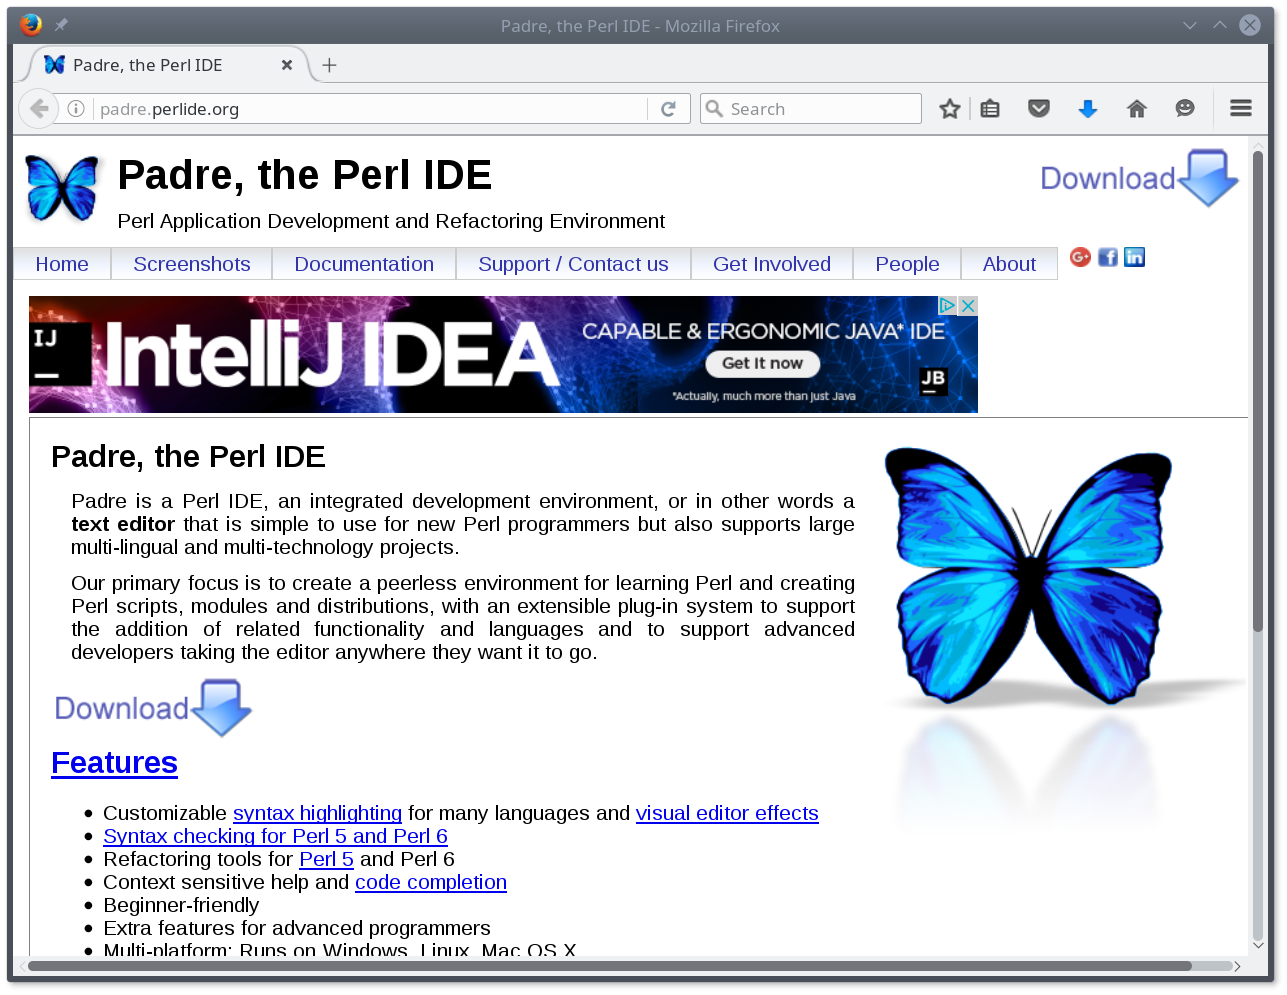 Padre, the Perl IDE - Mozilla Firefox
Padre, the Perl IDE
padre.perlide.org
Search
Padre, the Perl IDE
Perl Application Development and Refactoring Environment
Download
Home Screenshots Documentation Support / Contact us Get Involved People About
G+ f in
IJ
IntelliJ IDEA
CAPABLE & ERGONOMIC JAVA* IDE
Get it now
JB
*Actually, much more than just Java
Padre, the Perl IDE
Padre is a Perl IDE, an integrated development environment, or in other words a
text editor that is simple to use for new Perl programmers but also supports large
multi-lingual and multi-technology projects.
Our primary focus is to create a peerless environment for learning Perl and creating
Perl scripts, modules and distributions, with an extensible plug-in system to support
the addition of related functionality and languages and to support advanced
developers taking the editor anywhere they want it to go.
Download
Features
• Customizable syntax highlighting for many languages and visual editor effects
• Syntax checking for Perl 5 and Perl 6
• Refactoring tools for Perl 5 and Perl 6
• Context sensitive help and code completion
• Beginner-friendly
• Extra features for advanced programmers
• Multi-platform: Runs on Windows, Linux, Mac OS X